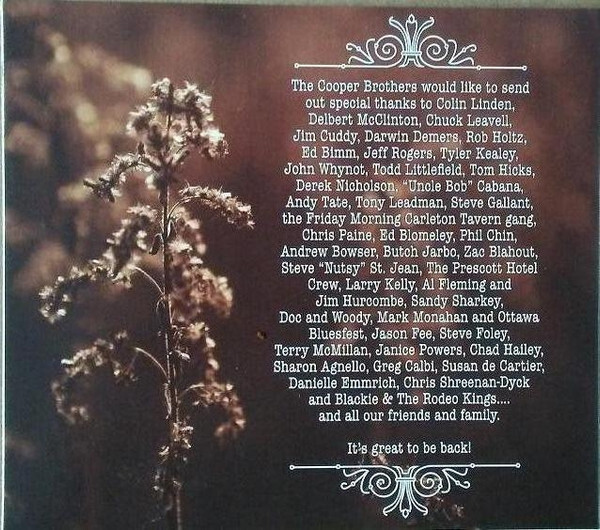 The Cooper Brothers would like to send
out special thanks to Colin Linden,
Delbert McClinton, Chuck Leavell,
Jim Cuddy, Darwin Demers, Rob Holtz,
Ed Bimm, Jeff Rogers, Tyler Kealey,
John Whynot, Todd Littlefield, Tom Hicks,
Derek Nicholson, "Uncle Bob" Cabana,
Andy Tate, Tony Leadman, Steve Gallant,
the Friday Morning Carleton Tavern gang,
Chris Paine, Ed Blomeley, Phil Chin,
Andrew Bowser, Butch Jarbo, Zac Blahout,
Steve "Nutsy" St. Jean, The Prescott Hotel
Crew, Larry Kelly, Al Fleming and
Jim Hurcombe, Sandy Sharkey,
Doc and Woody, Mark Monahan and Ottawa
Bluesfest, Jason Fee, Steve Foley,
Terry McMillan, Janice Powers, Chad Hailey,
Sharon Agnello, Greg Calbi, Susan de Cartier,
Danielle Emmrich, Chris Shreenan-Dyck
and Blackie & The Rodeo Kings....
and all our friends and family.
It's great to be back!